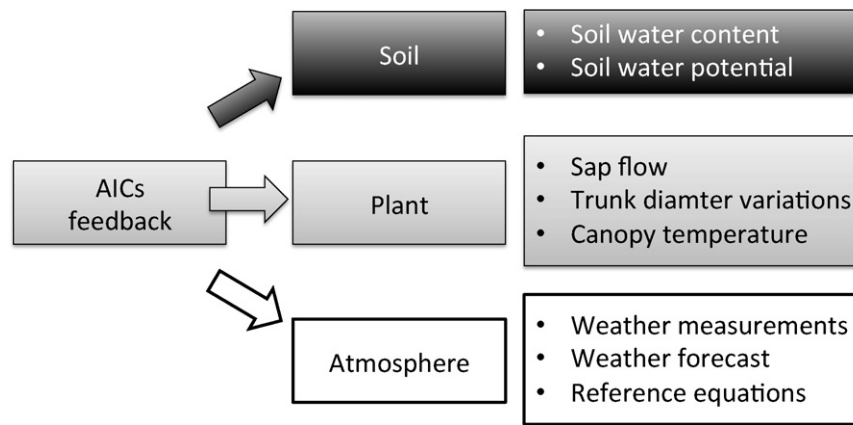 Soil
• Soil water content
• Soil water potential
AICs
feedback
Plant
• Sap flow
• Trunk diamter variations
• Canopy temperature
Atmosphere
• Weather measurements
• Weather forecast
• Reference equations